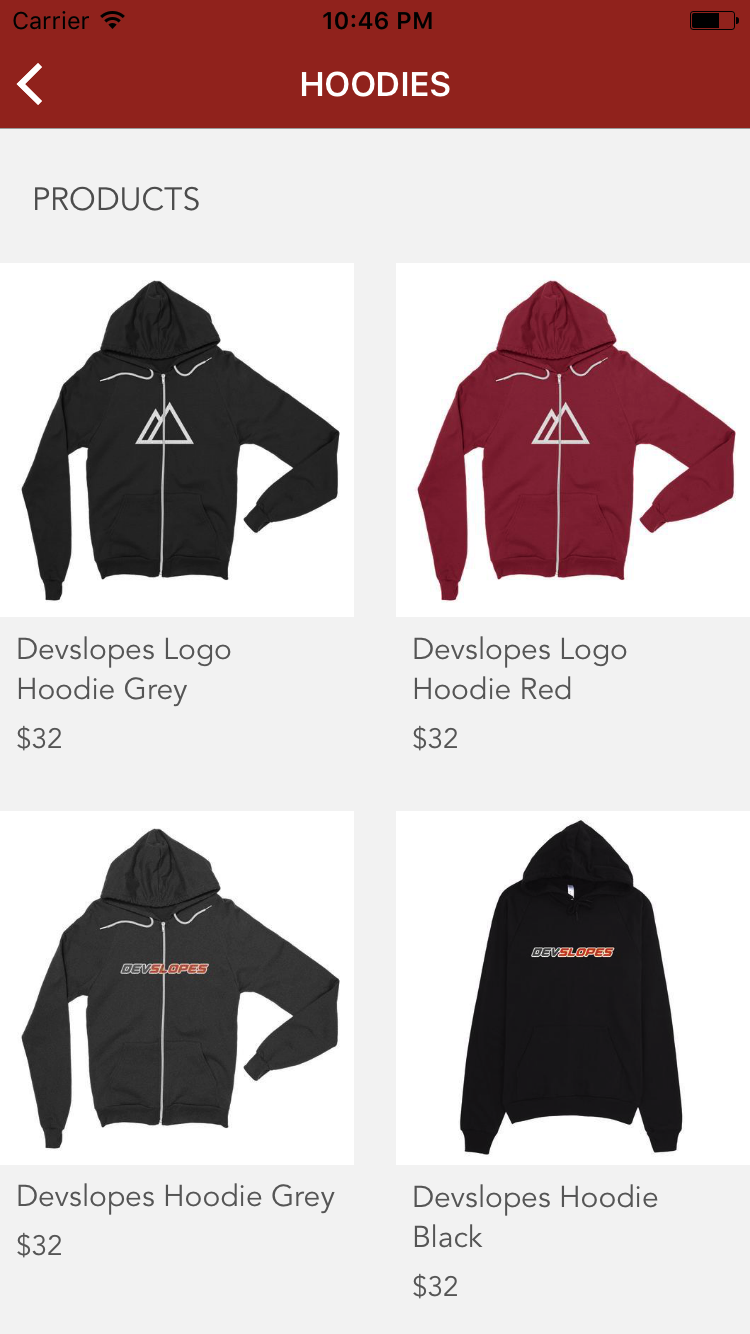 Carrier 10:46 PM
HOODIES
PRODUCTS
Devslopes Logo
Hoodie Grey
$32
Devslopes Logo
Hoodie Red
$32
DEVSLOPES
Devslopes Hoodie Grey
$32
DEVSLOPES
Devslopes Hoodie
Black
$32